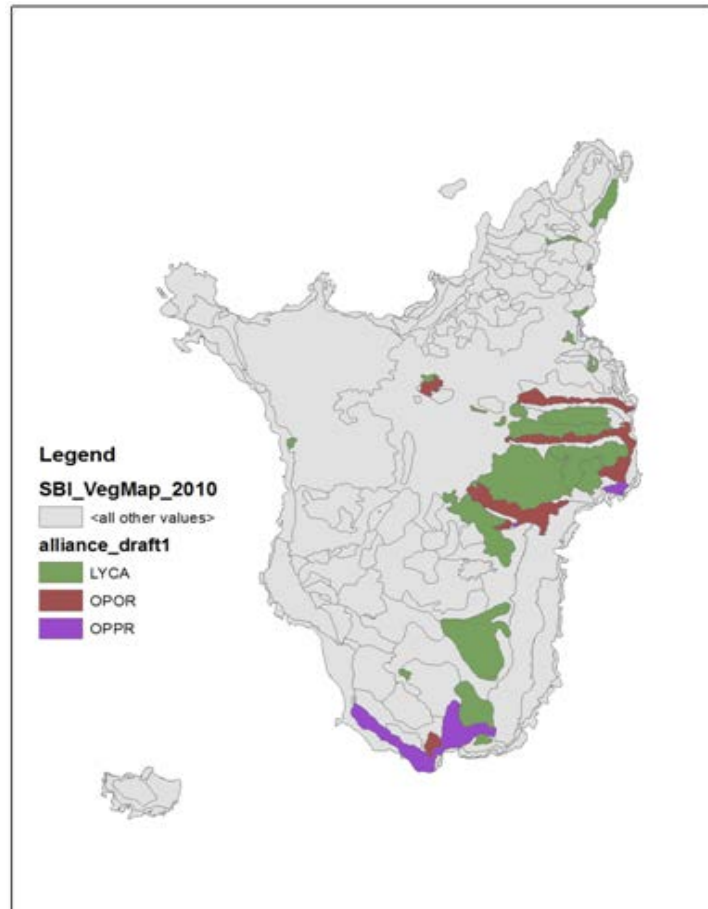 Legend
SBI_VegMap_2010
<all other values>
alliance_draft1
LYCA
OPOR
OPPR